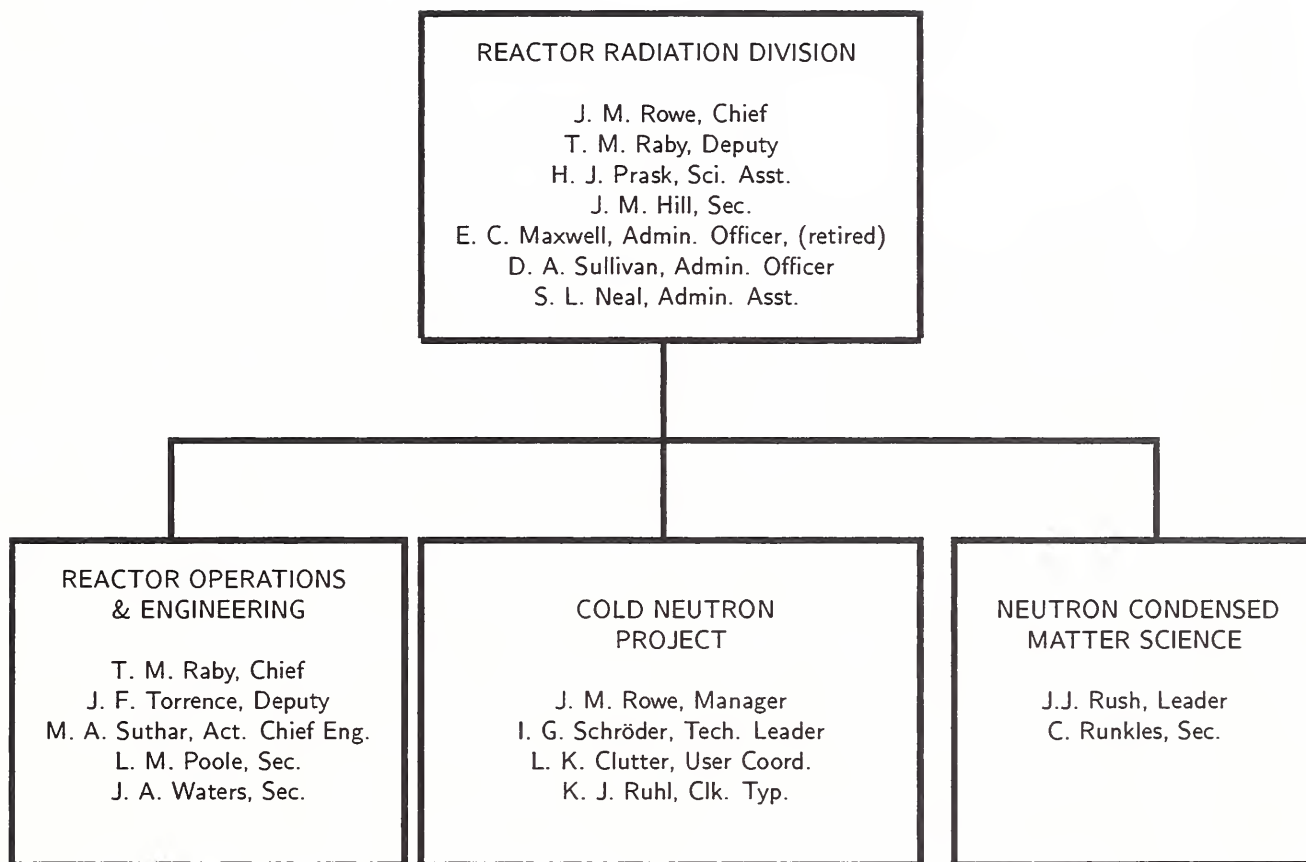 REACTOR RADIATION DIVISION
J. M. Rowe, Chief
T. M. Raby, Deputy
H. J. Prask, Sci. Asst.
J. M. Hill, Sec.
E. C. Maxwell, Admin. Officer, (retired)
D. A. Sullivan, Admin. Officer
S. L. Neal, Admin. Asst.
REACTOR OPERATIONS
& ENGINEERING
T. M. Raby, Chief
J. F. Torrence, Deputy
M. A. Suthar, Act. Chief Eng.
L. M. Poole, Sec.
J. A. Waters, Sec.
COLD NEUTRON
PROJECT
J. M. Rowe, Manager
I. G. Schröder, Tech. Leader
L. K. Clutter, User Coord.
K. J. Ruhl, Clk. Typ.
NEUTRON CONDENSED
MATTER SCIENCE
J.J. Rush, Leader
C. Runkles, Sec.